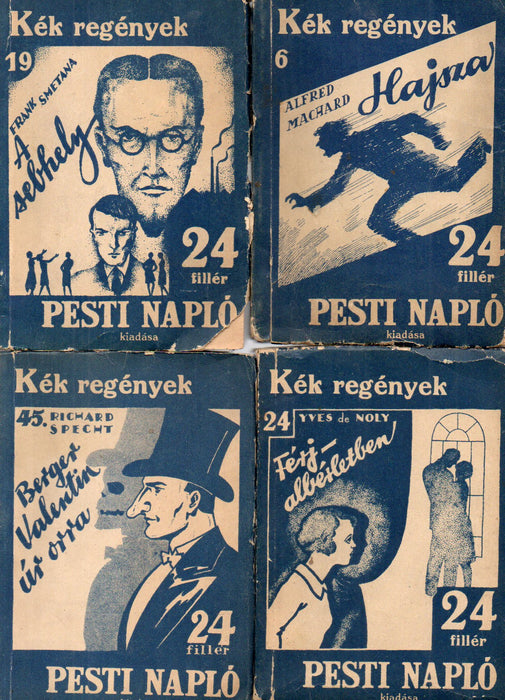 Kék regények
19
FRANK SMETANA
A
sebhely
24
fillér
PESTI NAPLÓ
kiadása
Kék regények
6
ALFRED
MACHARD
Hajsza
24
fillér
PESTI NAPLÓ
kiadása
Kék regények
45. RICHARD
SPECHT
Berger
Valentin
úr orra
24
fillér
PESTI NAPLÓ
Kék regények
24 YVES de NOLY
Férj-
albérletben
24
fillér
PESTI NAPLÓ
kiadása